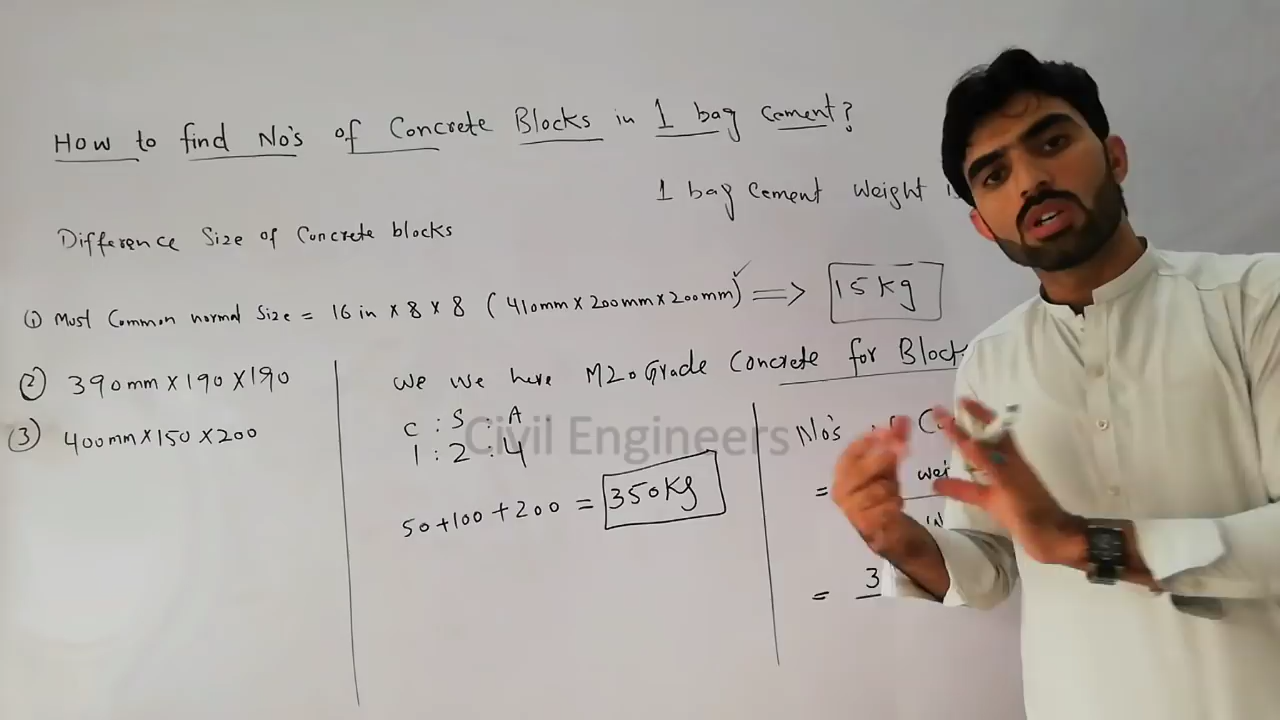 How to find No's of Concrete Blocks in 1 bag cement?
1 bag Cement Weight
Difference Size of Concrete blocks
① Most Common normal Size = 16 in × 8 × 8 (410mm × 200mm × 200mm) ✓ => 15 Kg
② 390mm × 190 × 190
③ 400mm × 150 × 200
We We here M20 Grade Concrete for Block
C : S : A
1 : 2 : 4
50 + 100 + 200 = 350 Kg
No's
=
= 3
Civil Engineers